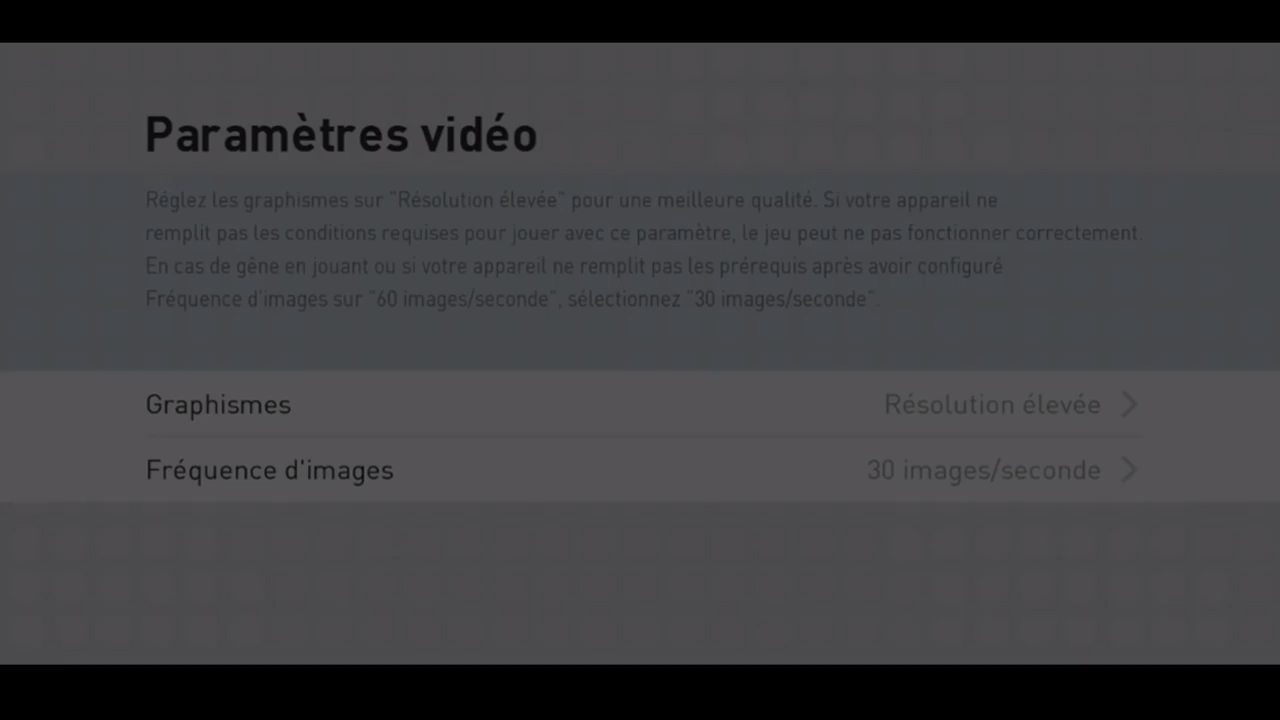 Paramètres vidéo
Réglez les graphismes sur "Résolution élevée" pour une meilleure qualité. Si votre appareil ne
remplit pas les conditions requises pour jouer avec ce paramètre, le jeu peut ne pas fonctionner correctement.
En cas de gêne en jouant ou si votre appareil ne remplit pas les prérequis après avoir configuré
Fréquence d'images sur "60 images/seconde", sélectionnez "30 images/seconde".
Graphismes Résolution élevée
Fréquence d'images 30 images/seconde